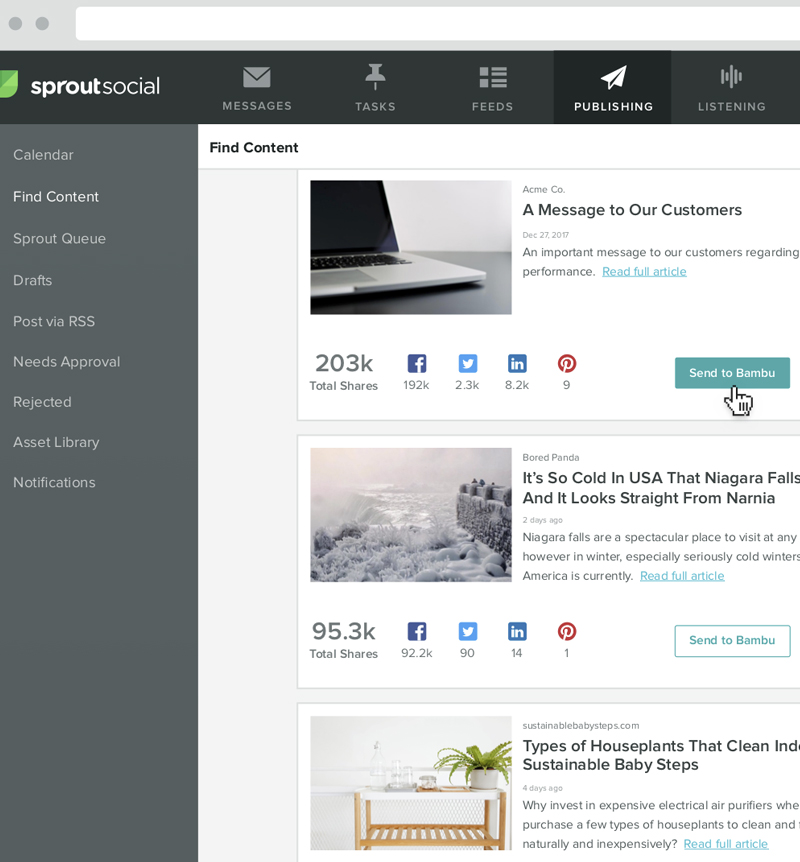 sproutsocial
MESSAGES
TASKS
FEEDS
PUBLISHING
LISTENING
Calendar
Find Content
Sprout Queue
Drafts
Post via RSS
Needs Approval
Rejected
Asset Library
Notifications
Find Content
Acme Co.
A Message to Our Customers
Dec 27, 2017
An important message to our customers regarding
performance. Read full article
203k
Total Shares
192k
2.3k
8.2k
9
Send to Bambu
Bored Panda
It’s So Cold In USA That Niagara Falls
And It Looks Straight From Narnia
2 days ago
Niagara falls are a spectacular place to visit at any
however in winter, especially seriously cold winters
America is currently. Read full article
95.3k
Total Shares
92.2k
90
14
1
Send to Bambu
sustainablebabysteps.com
Types of Houseplants That Clean
Sustainable Baby Steps
4 days ago
Why invest in expensive electrical air purifiers
purchase a few types of houseplants to clean and
naturally and inexpensively? Read full article